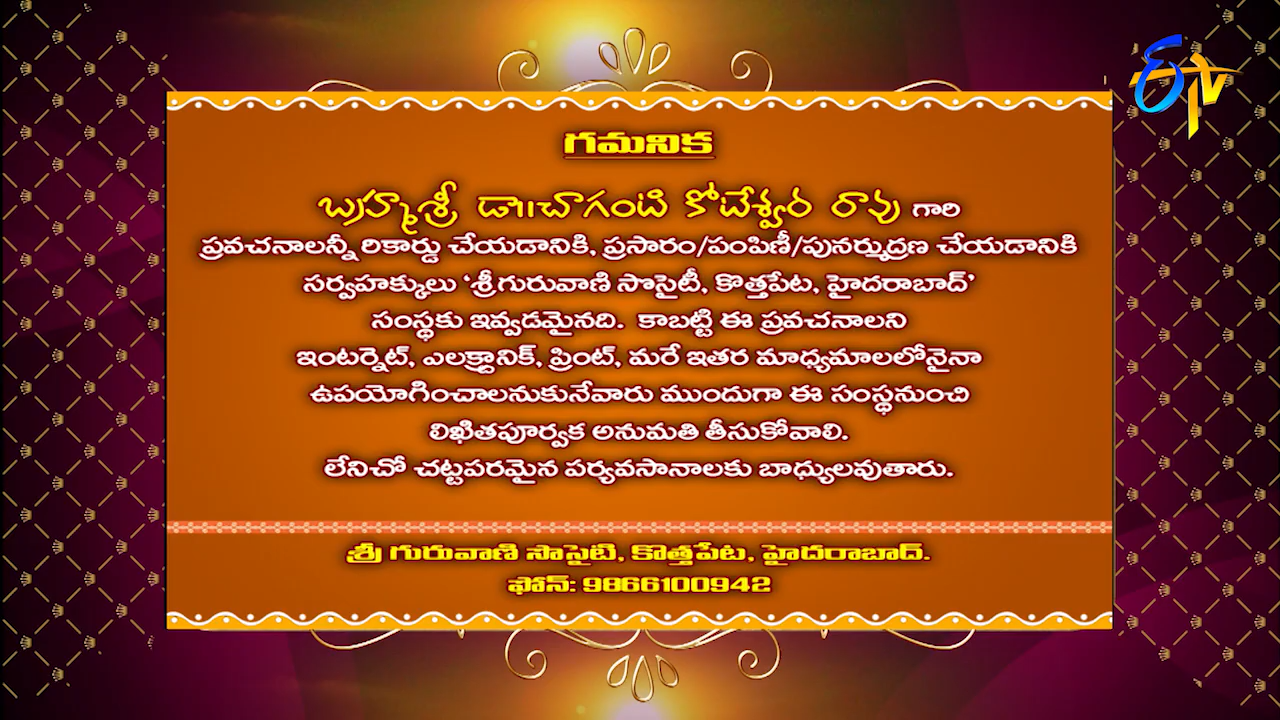 ETV
గమనిక
బ్రహ్మశ్రీ డా॥చాగంటి కోటేశ్వర రావు గారి
ప్రవచనాలన్నీ రికార్డు చేయడానికి, ప్రసారం/పంపిణీ/పునర్ముద్రణ చేయడానికి
సర్వహక్కులు ‘శ్రీగురువాణి సొసైటీ, కొత్తపేట, హైదరాబాద్’
సంస్థకు ఇవ్వడమైనది. కాబట్టి ఈ ప్రవచనాలని
ఇంటర్నెట్, ఎలక్ట్రానిక్, ప్రింట్, మరే ఇతర మాధ్యమాలలోనైనా
ఉపయోగించాలనుకునేవారు ముందుగా ఈ సంస్థనుంచి
లిఖితపూర్వక అనుమతి తీసుకోవాలి.
లేనిచో చట్టపరమైన పర్యవసానాలకు బాధ్యులవుతారు.
శ్రీ గురువాణి సొసైటి, కొత్తపేట, హైదరాబాద్.
ఫోన్: 9866100942